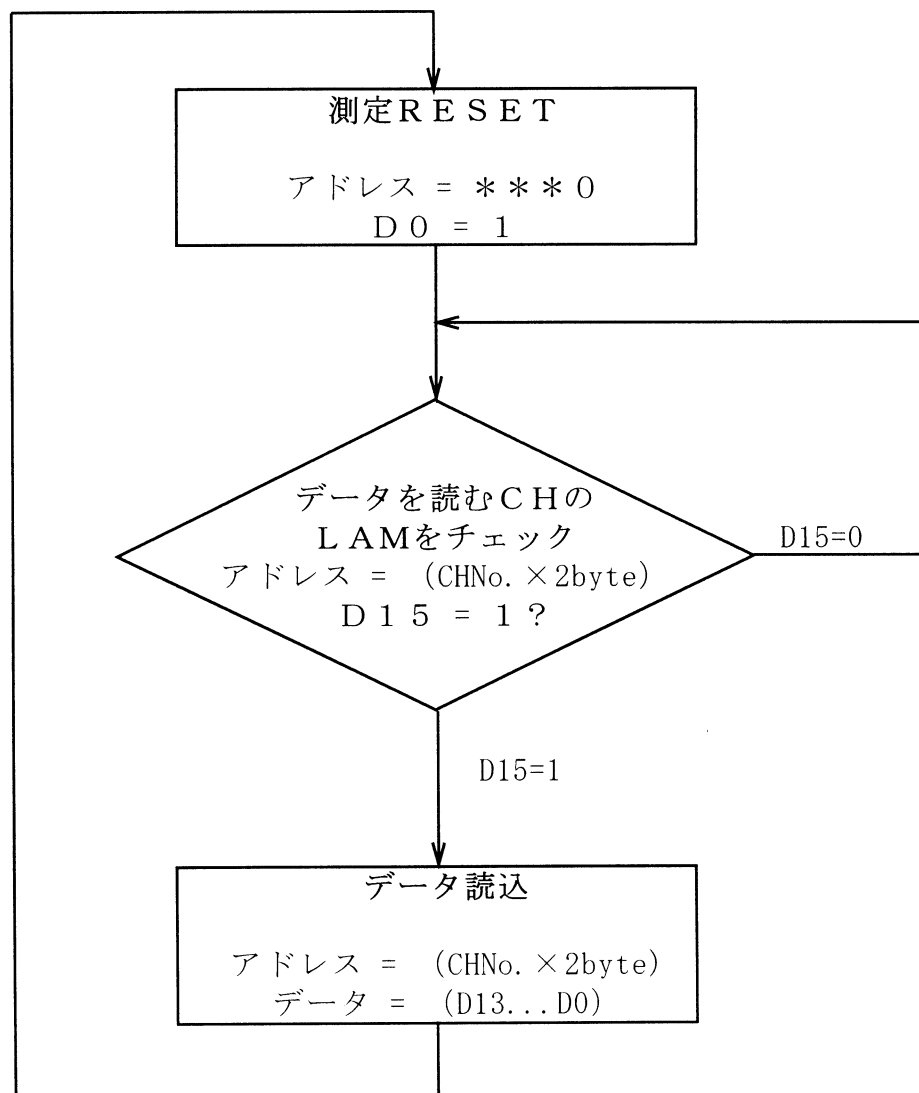 測定ＲＥＳＥＴ
アドレス = ＊＊＊０
Ｄ０ = １
データを読むＣＨの
ＬＡＭをチェック
アドレス = (CHNo.×2byte)
Ｄ１５ = １？
D15=0
D15=1
データ読込
アドレス = (CHNo.×2byte)
データ = (D13...D0)